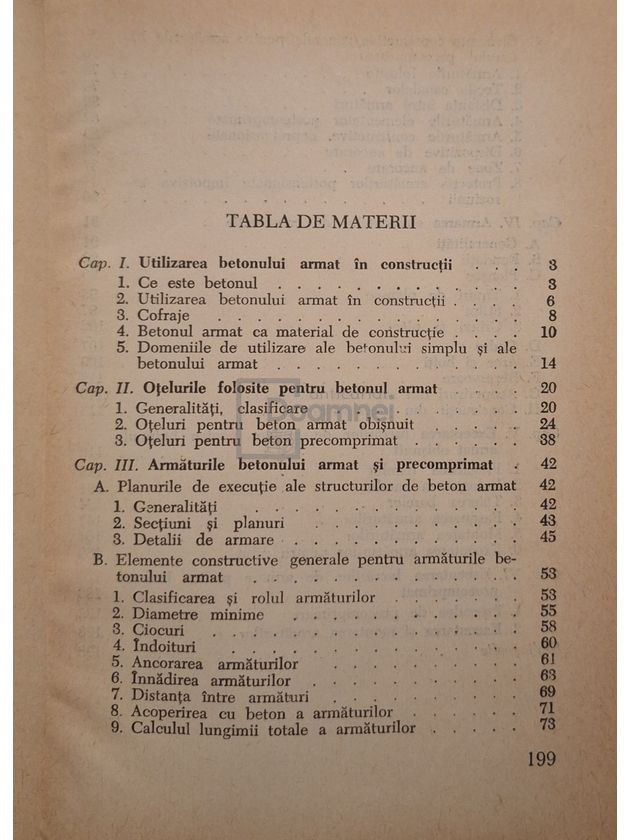 TABLA DE MATERII
Cap. I. Utilizarea betonului armat în construcții . . . 3
1. Ce este betonul . . . . . . . . . . 3
2. Utilizarea betonului armat în construcții . . . . 6
3. Cofraje . . . . . . . . . . . . 8
4. Betonul armat ca material de construcție . . . . 10
5. Domeniile de utilizare ale betonului simplu și ale
betonului armat . . . . . . . . . . 14
Cap. II. Oțelurile folosite pentru betonul armat . . . . 20
1. Generalități, clasificare . . . . . . . . 20
2. Oțeluri pentru beton armat obișnuit . . . . . 24
3. Oțeluri pentru beton precomprimat . . . . . . 38
Cap. III. Armăturile betonului armat și precomprimat . 42
A. Planurile de execuție ale structurilor de beton armat 42
1. Generalități . . . . . . . . . . . 42
2. Secțiuni și planuri . . . . . . . . . 43
3. Detalii de armare . . . . . . . . . . 45
B. Elemente constructive generale pentru armăturile be-
tonului armat . . . . . . . . . . . 53
1. Clasificarea și rolul armăturilor . . . . . . 53
2. Diametre minime . . . . . . . . . . 55
3. Ciocuri . . . . . . . . . . . . . 58
4. Îndoituri . . . . . . . . . . . . 60
5. Ancorarea armăturilor . . . . . . . . 61
6. Înnădirea armăturilor . . . . . . . . . 63
7. Distanța între armături . . . . . . . . 69
8. Acoperirea cu beton a armăturilor . . . . . 71
9. Calculul lungimii totale a armăturilor . . . . . 73
199